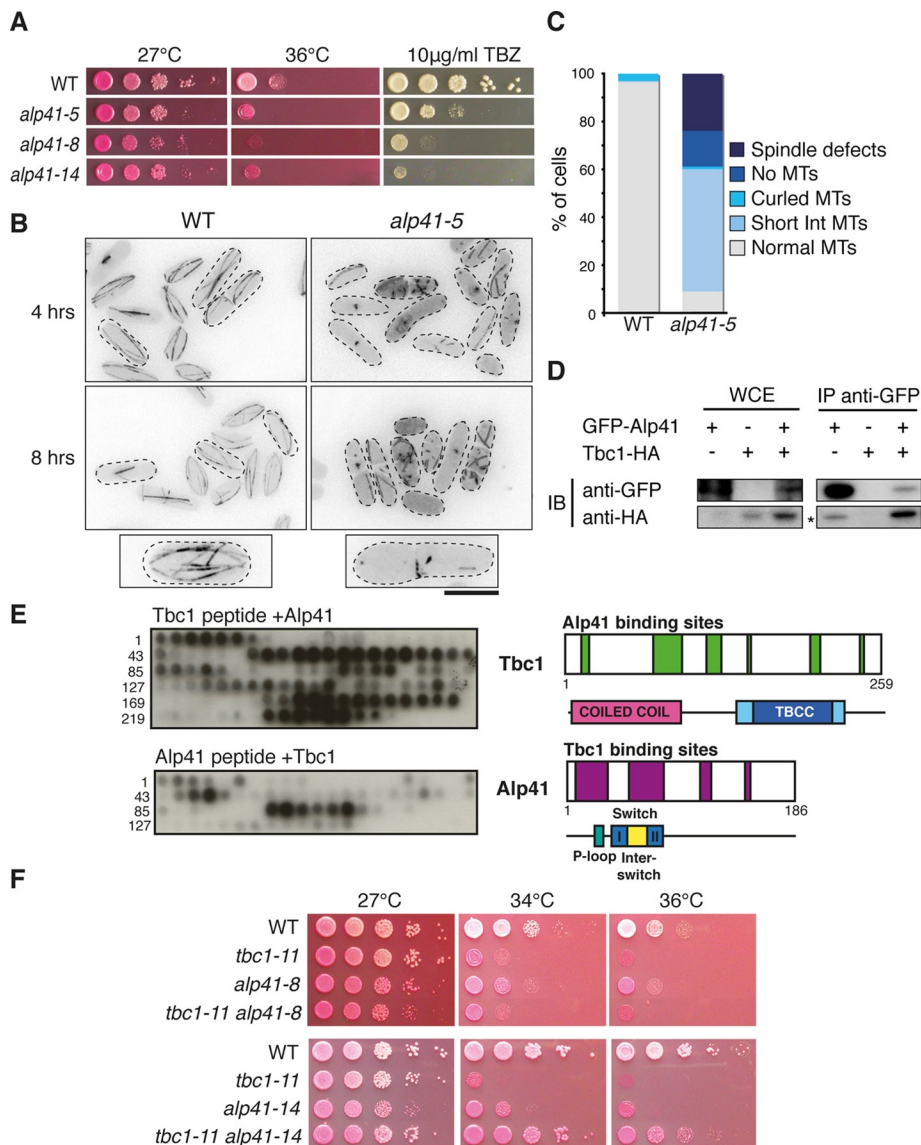 A
27°C 36°C 10µg/ml TBZ
WT
alp41-5
alp41-8
alp41-14
B
WT alp41-5
4 hrs
8 hrs
C
% of cells
100
80
60
40
20
0
WT alp41-5
Spindle defects
No MTs
Curled MTs
Short Int MTs
Normal MTs
D
WCE IP anti-GFP
GFP-Alp41 + - + + - +
Tbc1-HA - + + - + +
IB
anti-GFP
anti-HA *
E
Tbc1 peptide +Alp41
1
43
85
127
169
219
Alp41 binding sites
Tbc1
1 259
COILED COIL TBCC
Alp41 peptide +Tbc1
1
43
85
127
Tbc1 binding sites
Alp41
1 186
Switch
I II
P-loop Inter-
switch
F
27°C 34°C 36°C
WT
tbc1-11
alp41-8
tbc1-11 alp41-8
WT
tbc1-11
alp41-14
tbc1-11 alp41-14